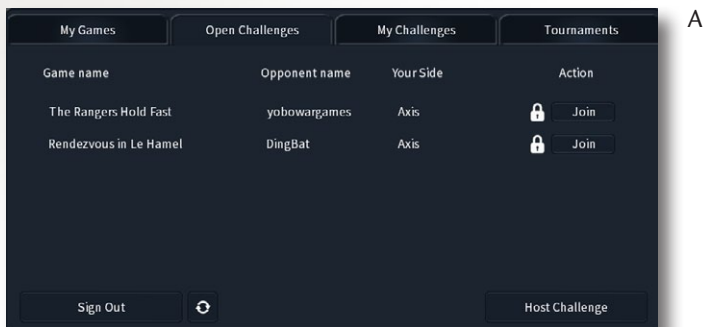 My Games Open Challenges My Challenges Tournaments A
Game name Opponent name Your Side Action
The Rangers Hold Fast yobowargames Axis Join
Rendezvous in Le Hamel DingBat Axis Join
Sign Out Host Challenge